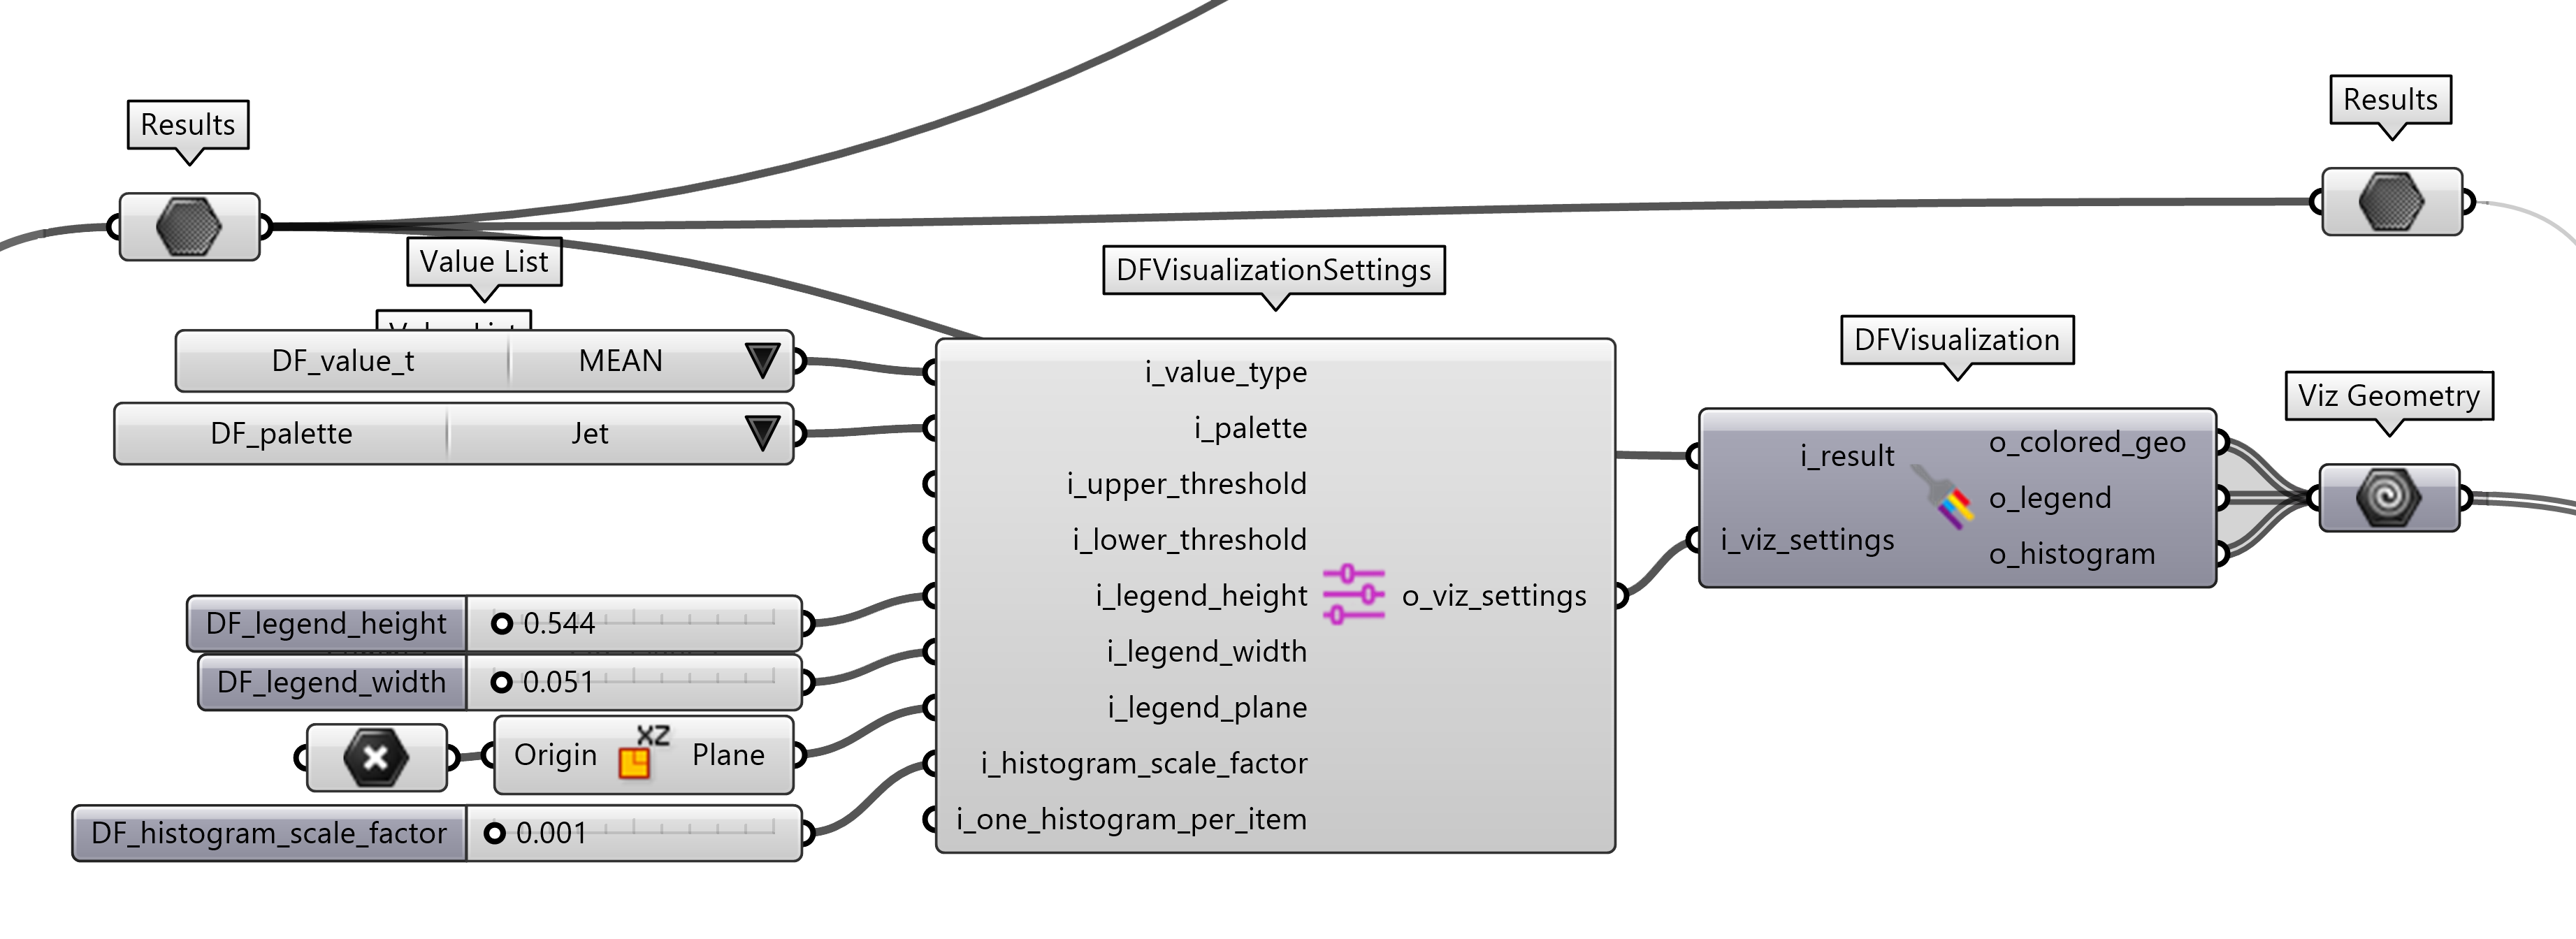 Results
Results
Value List
DFVisualizationSettings
DF_value_t MEAN
DF_palette Jet
DF_legend_height 0.544
DF_legend_width 0.051
Origin XZ Plane
DF_histogram_scale_factor 0.001
i_value_type
i_palette
i_upper_threshold
i_lower_threshold
i_legend_height
i_legend_width
i_legend_plane
i_histogram_scale_factor
i_one_histogram_per_item
o_viz_settings
DFVisualization
i_result
i_viz_settings
o_colored_geo
o_legend
o_histogram
Viz Geometry